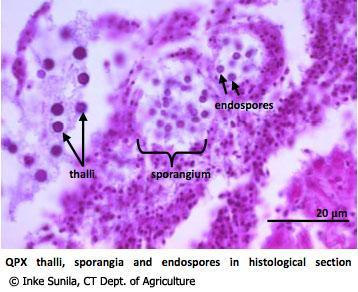 endospores
thalli
sporangium
20 µm
QPX thalli, sporangia and endospores in histological section
© Inke Sunila, CT Dept. of Agriculture